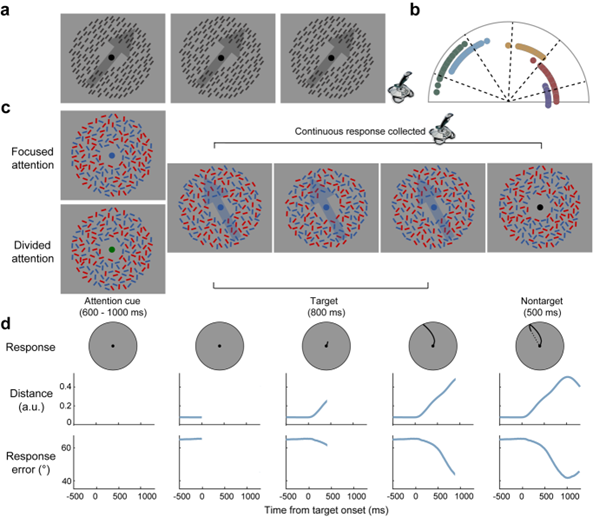 a
b
c
Focused
attention
Continuous response collected
Divided
attention
Attention cue
(600 - 1000 ms)
Target
(800 ms)
Nontarget
(500 ms)
d
Response
Distance
(a.u.)
0.4
0.2
0
Response
error (°)
60
40
-500 0 500 1000 -500 0 500 1000 -500 0 500 1000 -500 0 500 1000 -500 0 500 1000
Time from target onset (ms)